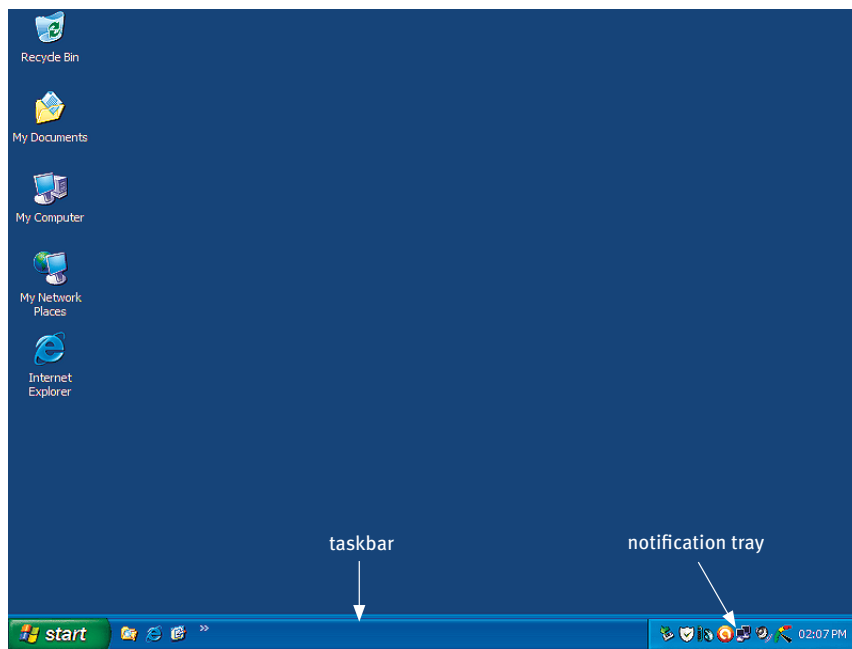 Recycle Bin
My Documents
My Computer
My Network
Places
Internet
Explorer
taskbar
notification tray
start
»
02:07 PM